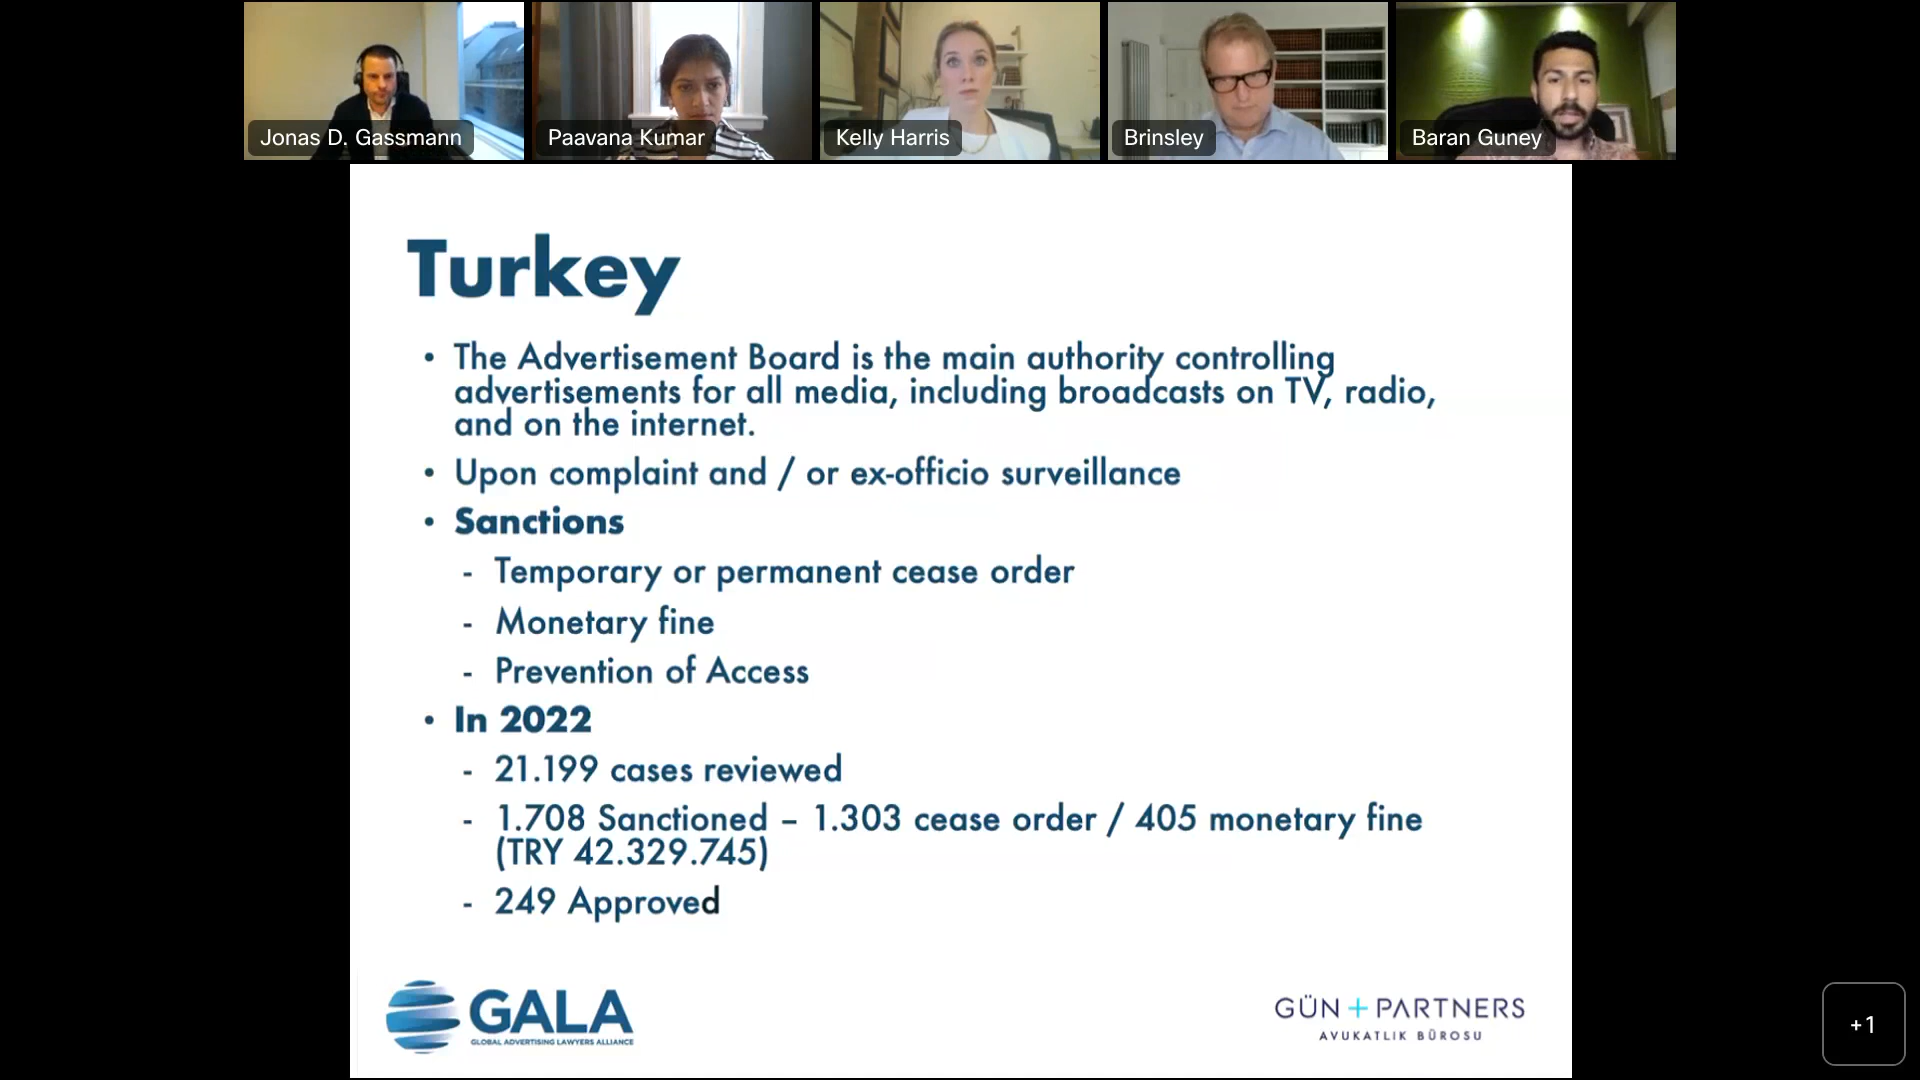 Jonas D. Gassmann
Paavana Kumar
Kelly Harris
Brinsley
Baran Guney
Turkey
• The Advertisement Board is the main authority controlling
advertisements for all media, including broadcasts on TV, radio,
and on the internet.
• Upon complaint and / or ex-officio surveillance
• Sanctions
- Temporary or permanent cease order
- Monetary fine
- Prevention of Access
• In 2022
- 21.199 cases reviewed
- 1.708 Sanctioned – 1.303 cease order / 405 monetary fine
(TRY 42.329.745)
- 249 Approved
GALA
GLOBAL ADVERTISING LAWYERS ALLIANCE
GÜN + PARTNERS
AVUKATLIK BÜROSU
+1